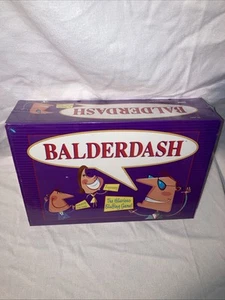 BALDERDASH
BALDERDASH
The Hilarious
Bluffing Game!